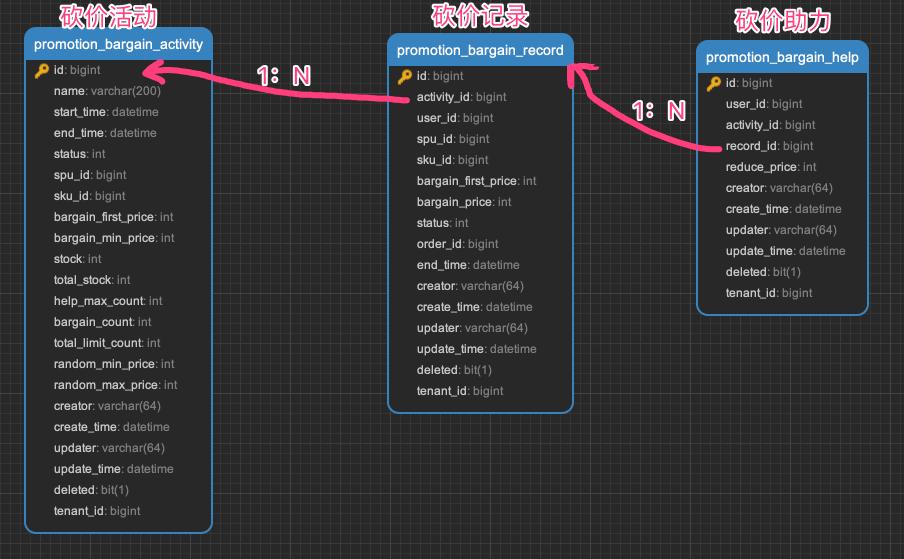 砍价活动
promotion_bargain_activity
id: bigint
name: varchar(200)
start_time: datetime
end_time: datetime
status: int
spu_id: bigint
sku_id: bigint
bargain_first_price: int
bargain_min_price: int
stock: int
total_stock: int
help_max_count: int
bargain_count: int
total_limit_count: int
random_min_price: int
random_max_price: int
creator: varchar(64)
create_time: datetime
updater: varchar(64)
update_time: datetime
deleted: bit(1)
tenant_id: bigint
1：N
砍价记录
promotion_bargain_record
id: bigint
activity_id: bigint
user_id: bigint
spu_id: bigint
sku_id: bigint
bargain_first_price: int
bargain_price: int
status: int
order_id: bigint
end_time: datetime
creator: varchar(64)
create_time: datetime
updater: varchar(64)
update_time: datetime
deleted: bit(1)
tenant_id: bigint
1：N
砍价助力
promotion_bargain_help
id: bigint
user_id: bigint
activity_id: bigint
record_id: bigint
reduce_price: int
creator: varchar(64)
create_time: datetime
updater: varchar(64)
update_time: datetime
deleted: bit(1)
tenant_id: bigint